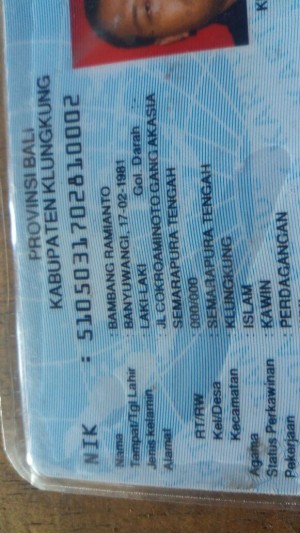 PROVINSI BALI
KABUPATEN KLUNGKUNG
NIK : 5105031702810002
Nama : BAMBANG RAMIANTO
Tempat/Tgl Lahir : BANYUWANGI, 17-02-1981
Jenis kelamin : LAKI-LAKI Gol. Darah :
Alamat : JL COKROAMINOTO GANG AKASIA
SEMARAPURA TENGAH
RT/RW : 000/000
Kel/Desa : SEMARAPURA TENGAH
Kecamatan : KLUNGKUNG
Agama : ISLAM
Status Perkawinan : KAWIN
Pekerjaan : PERDAGANGAN
K